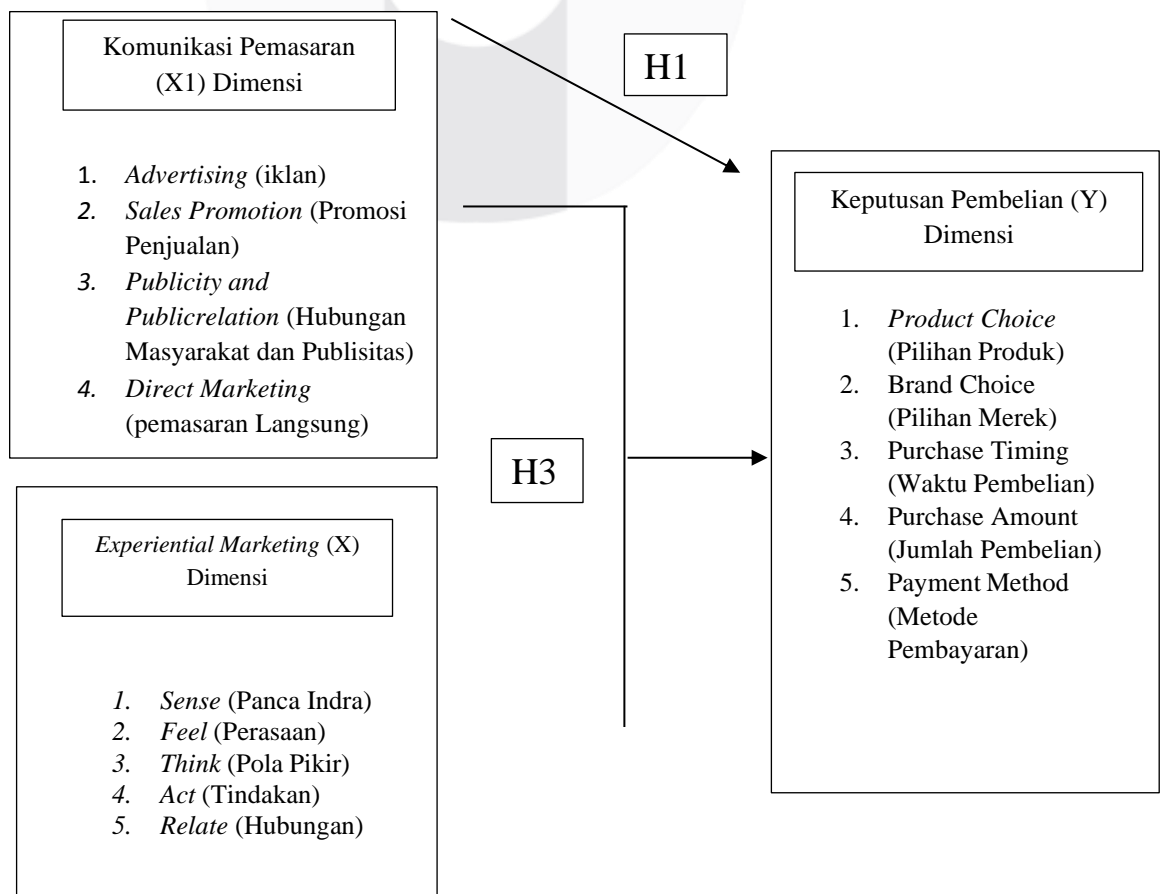 Komunikasi Pemasaran
(X1) Dimensi
1. Advertising (iklan)
2. Sales Promotion (Promosi
Penjualan)
3. Publicity and
Publicrelation (Hubungan
Masyarakat dan Publisitas)
4. Direct Marketing
(pemasaran Langsung)
H1
Keputusan Pembelian (Y)
Dimensi
1. Product Choice
(Pilihan Produk)
2. Brand Choice
(Pilihan Merek)
3. Purchase Timing
(Waktu Pembelian)
4. Purchase Amount
(Jumlah Pembelian)
5. Payment Method
(Metode
Pembayaran)
H3
Experiential Marketing (X)
Dimensi
1. Sense (Panca Indra)
2. Feel (Perasaan)
3. Think (Pola Pikir)
4. Act (Tindakan)
5. Relate (Hubungan)